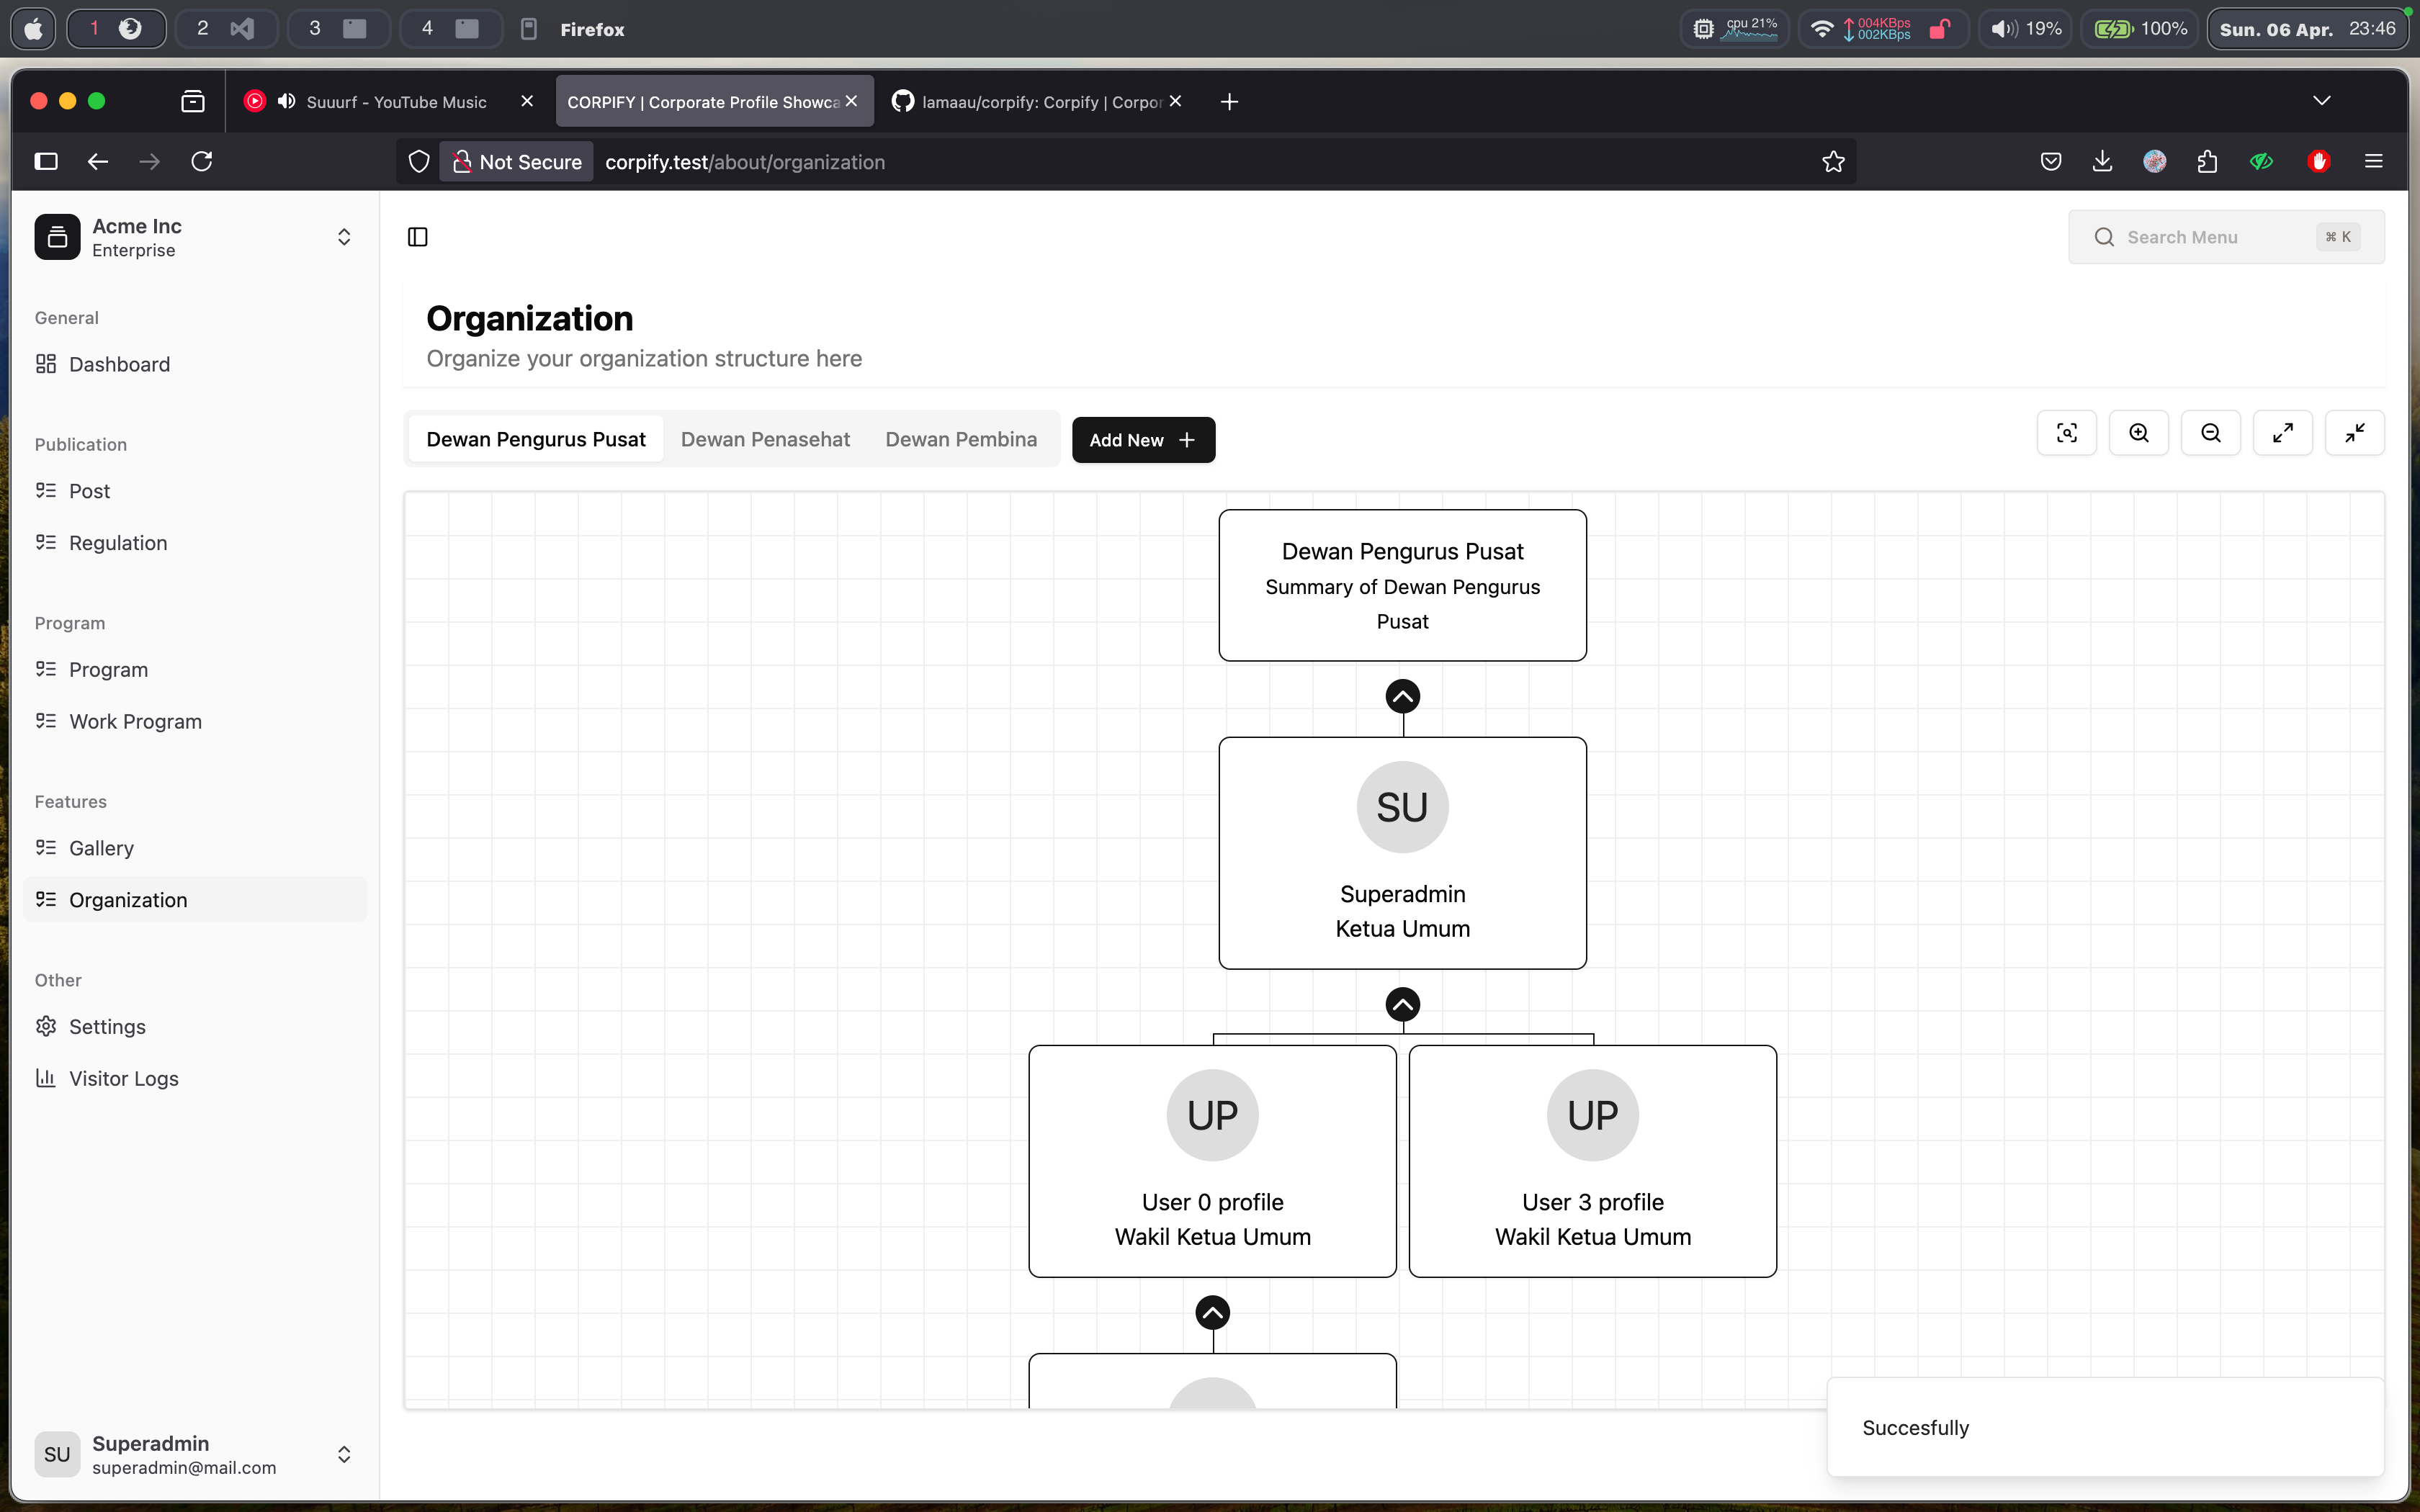 1
2
3
4
Firefox
cpu 21%
004KBps
002KBps
19%
100%
Sun. 06 Apr. 23:46
Suuurf - YouTube Music
CORPIFY | Corporate Profile Showca
lamaau/corpify: Corpify | Corpor
Not Secure
corpify.test/about/organization
Acme Inc
Enterprise
Search Menu
⌘ K
General
Dashboard
Publication
Post
Regulation
Program
Program
Work Program
Features
Gallery
Organization
Other
Settings
Visitor Logs
SU
Superadmin
superadmin@mail.com
Organization
Organize your organization structure here
Dewan Pengurus Pusat
Dewan Penasehat
Dewan Pembina
Add New
Dewan Pengurus Pusat
Summary of Dewan Pengurus
Pusat
SU
Superadmin
Ketua Umum
UP
User 0 profile
Wakil Ketua Umum
UP
User 3 profile
Wakil Ketua Umum
Succesfully